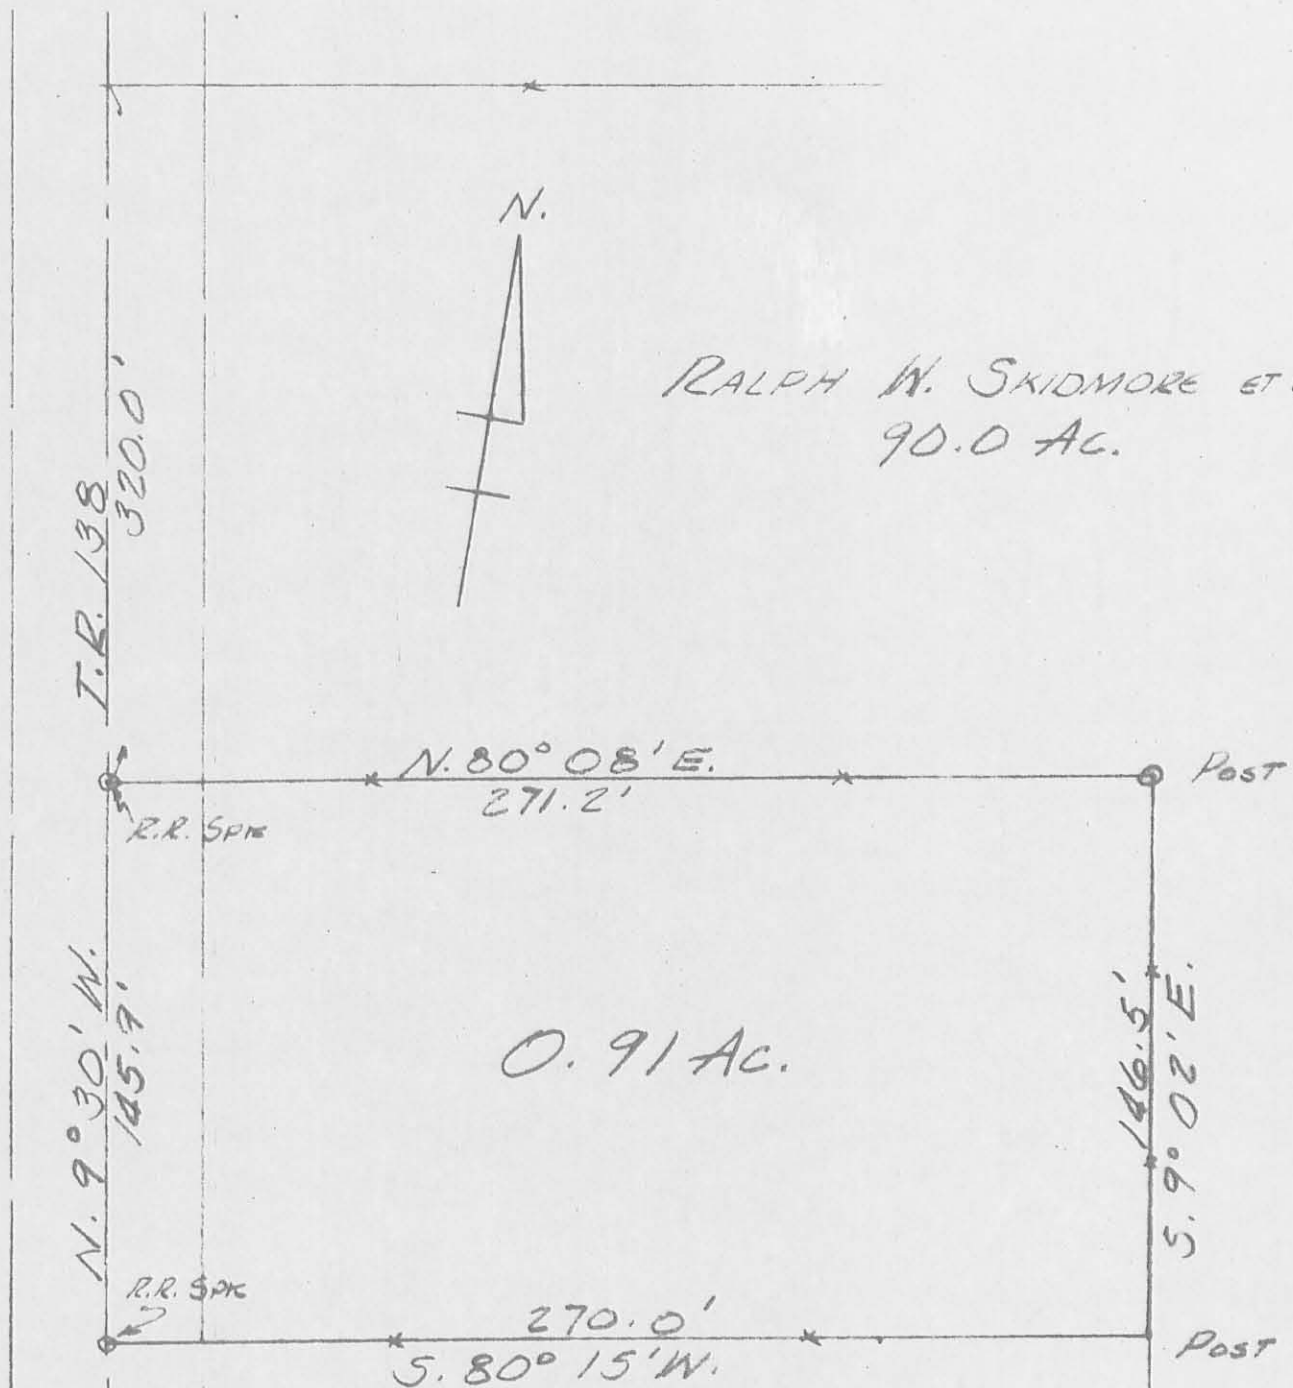 N.
RALPH W. SKIDMORE ET
90.0 AC.
T.R. 138
320.0'
N. 80° 08' E.
271.2'
POST
R.R. SPK
N. 9° 30' W.
145.9'
0.91 AC.
146.5'
S. 9° 02' E.
R.R. SPK
270.0'
S. 80° 15' W.
POST